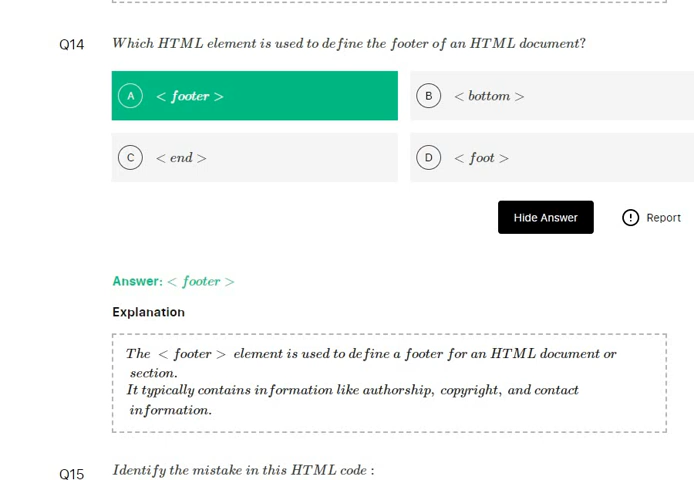 Q14 Which HTML element is used to define the footer of an HTML document?
A < footer >
B < bottom >
C < end >
D < foot >
Hide Answer
! Report
Answer: < footer >
Explanation
The < footer > element is used to define a footer for an HTML document or
section.
It typically contains information like authorship, copyright, and contact
information.
Q15 Identify the mistake in this HTML code :